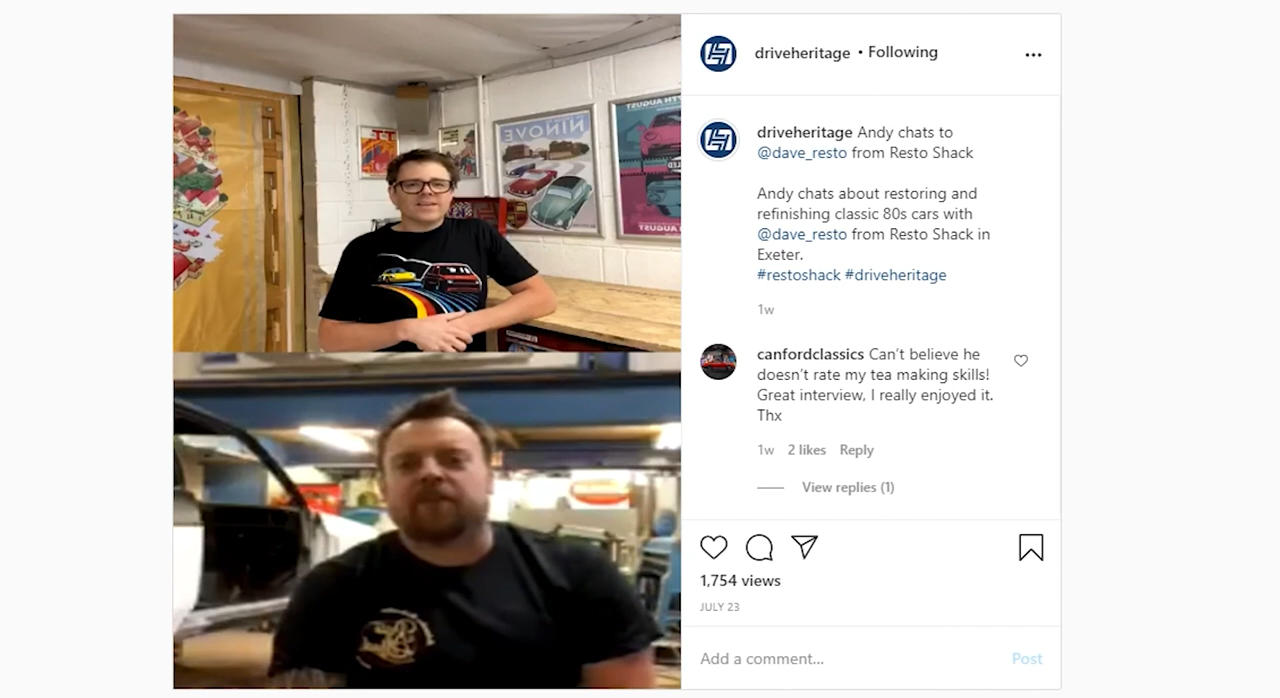 driveheritage • Following
driveheritage Andy chats to
@dave_resto from Resto Shack
Andy chats about restoring and
refinishing classic 80s cars with
@dave_resto from Resto Shack in
Exeter.
#restoshack #driveheritage
1w
canfordclassics Can't believe he
doesn't rate my tea making skills!
Great interview, I really enjoyed it.
Thx
1w 2 likes Reply
View replies (1)
1,754 views
JULY 23
Add a comment... Post
NINOVE
AUGUST